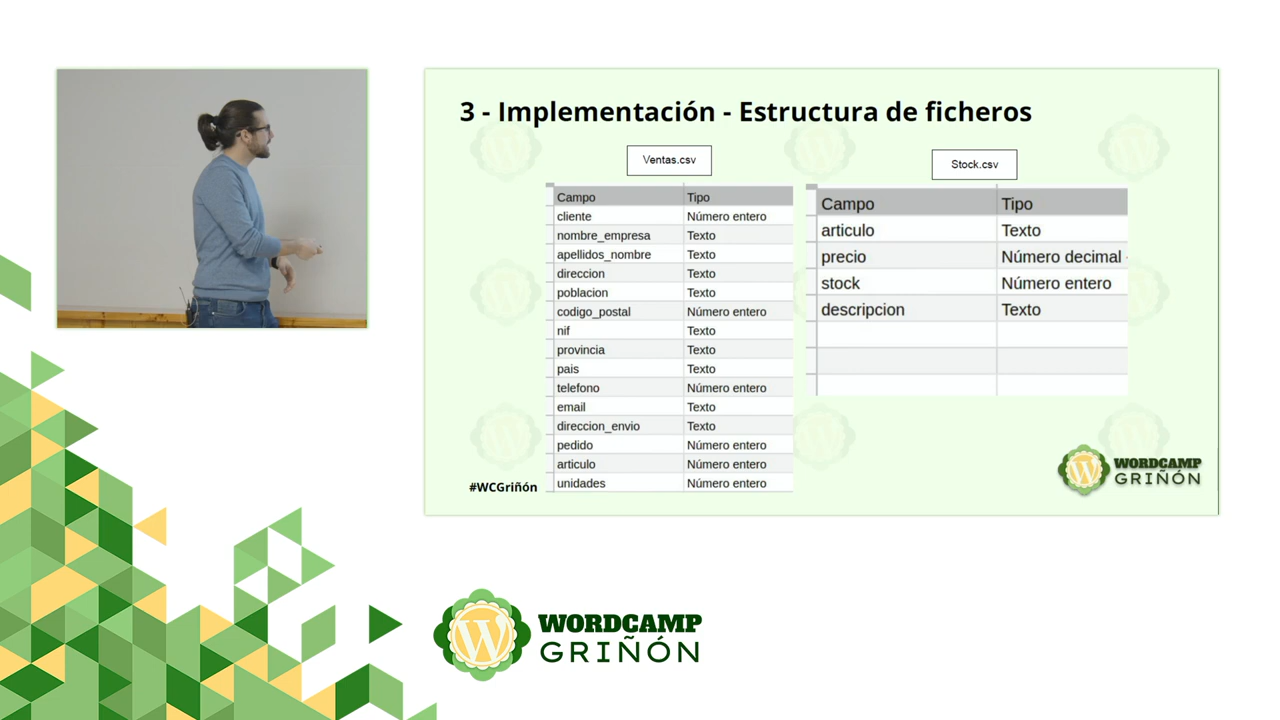 3 - Implementación - Estructura de ficheros
Ventas.csv
Campo Tipo
cliente Número entero
nombre_empresa Texto
apellidos_nombre Texto
direccion Texto
poblacion Texto
codigo_postal Número entero
nif Texto
provincia Texto
pais Texto
telefono Número entero
email Texto
direccion_envio Texto
pedido Número entero
articulo Número entero
unidades Número entero
Stock.csv
Campo Tipo
articulo Texto
precio Número decimal
stock Número entero
descripcion Texto
#WCGriñón
WORDCAMP
GRIÑÓN
WORDCAMP
GRIÑÓN